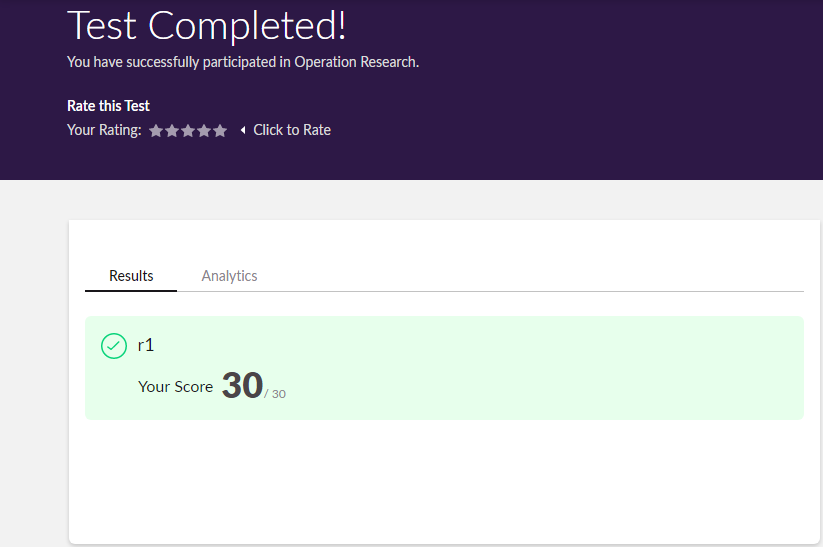 Test Completed!
You have successfully participated in Operation Research.
Rate this Test
Your Rating: Click to Rate
Results Analytics
r1
Your Score 30 / 30